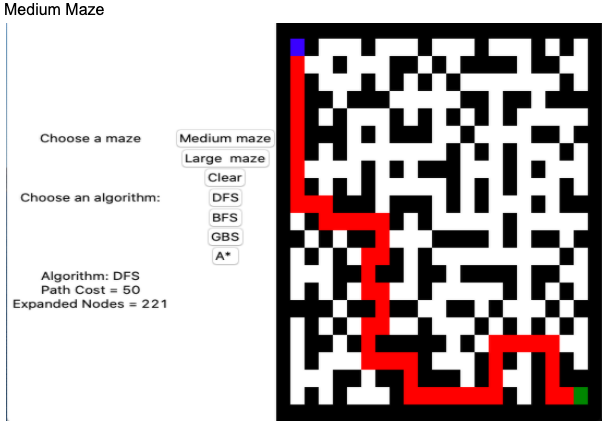 Medium Maze
Choose a maze
Medium maze
Large maze
Clear
Choose an algorithm:
DFS
BFS
GBS
A*
Algorithm: DFS
Path Cost = 50
Expanded Nodes = 221